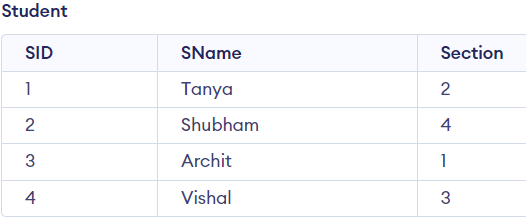 Student
SID SName Section
1 Tanya 2
2 Shubham 4
3 Archit 1
4 Vishal 3